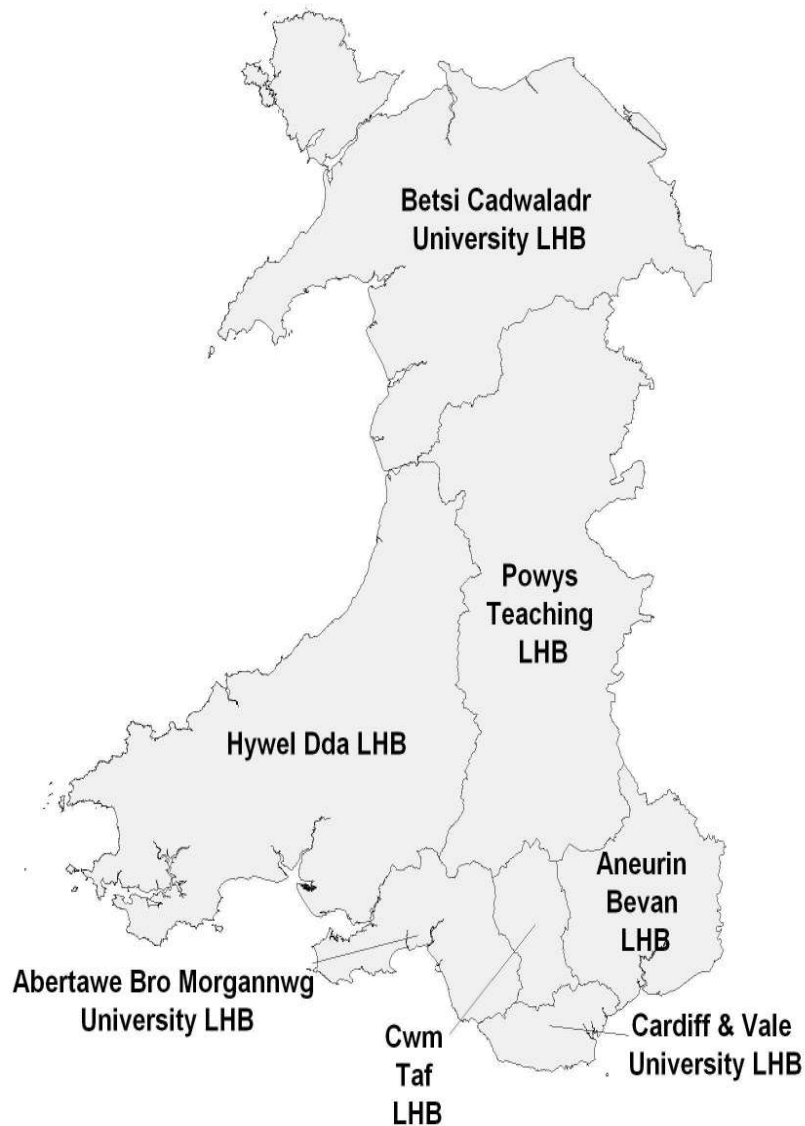 Betsi Cadwaladr
University LHB
Powys
Teaching
LHB
Hywel Dda LHB
Aneurin
Bevan
LHB
Abertawe Bro Morgannwg
University LHB
Cwm
Taf
LHB
Cardiff & Vale
University LHB